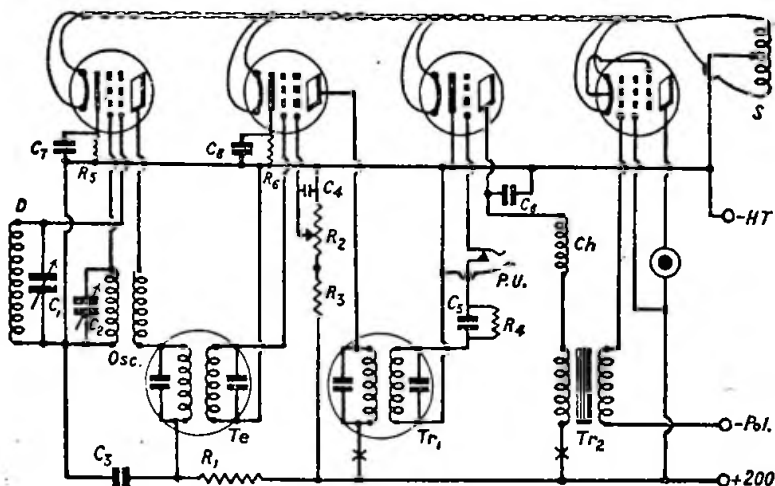 S
C7
R5
C8
R6
C4
R2
R3
C6
Ch
-HT
D
C1
C2
Osc.
P.U.
C5
R4
Te
Tr1
Tr2
-Pol.
C3
R1
+200